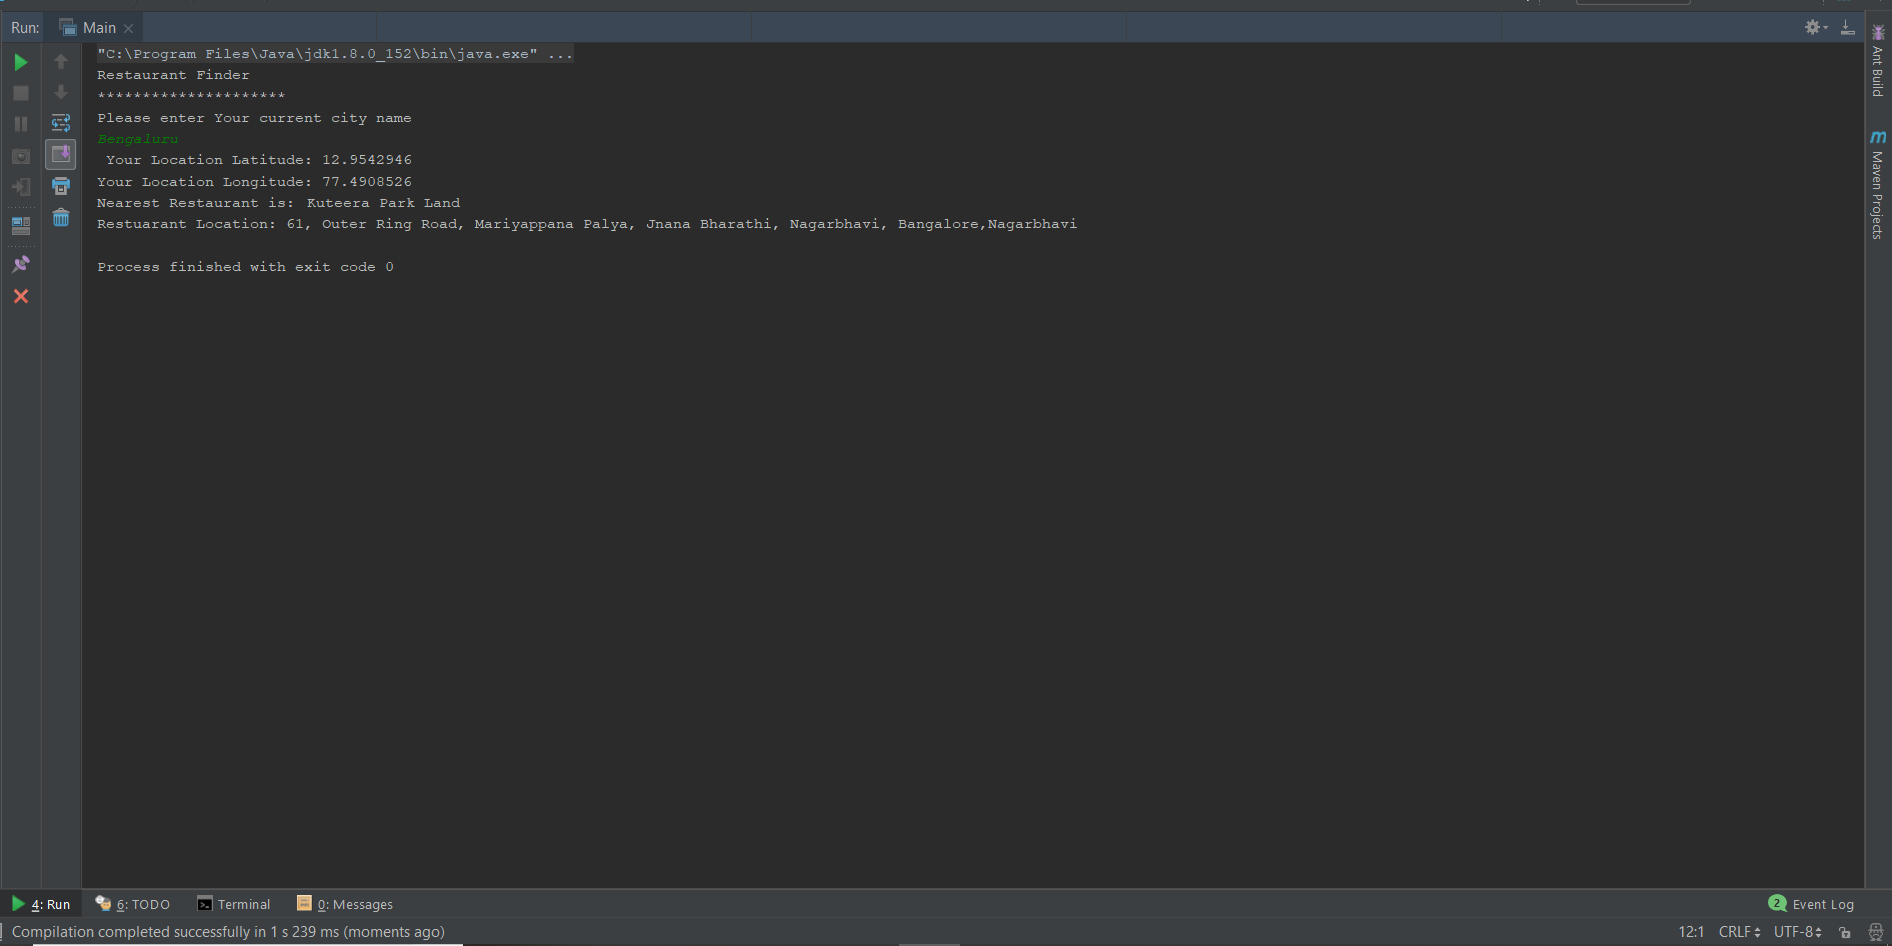 Run: Main
"C:\Program Files\Java\jdk1.8.0_152\bin\java.exe" ...
Restaurant Finder
*********************
Please enter Your current city name
Bengaluru
Your Location Latitude: 12.9542946
Your Location Longitude: 77.4908526
Nearest Restaurant is: Kuteera Park Land
Restuarant Location: 61, Outer Ring Road, Mariyappana Palya, Jnana Bharathi, Nagarbhavi, Bangalore,Nagarbhavi
Process finished with exit code 0
Ant Build
m Maven Projects
4: Run 6: TODO Terminal 0: Messages 2 Event Log
Compilation completed successfully in 1 s 239 ms (moments ago) 12:1 CRLF UTF-8